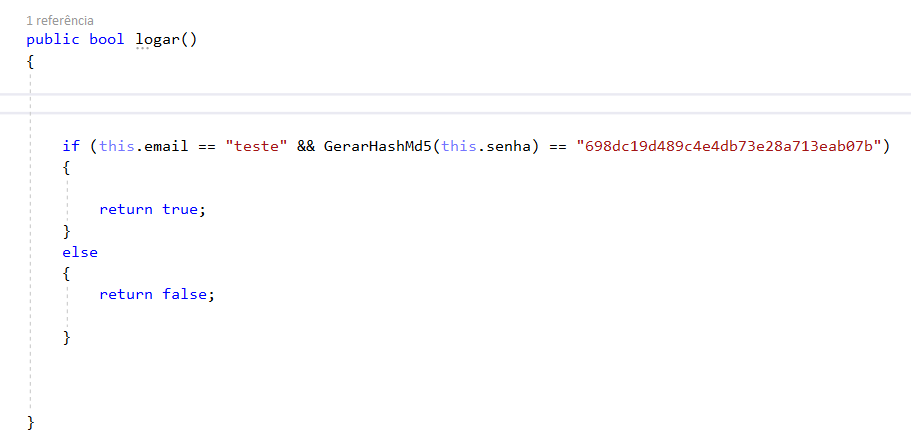 1 referência
public bool logar()
{
if (this.email == "teste" && GerarHashMd5(this.senha) == "698dc19d489c4e4db73e28a713eab07b")
{
return true;
}
else
{
return false;
}
}